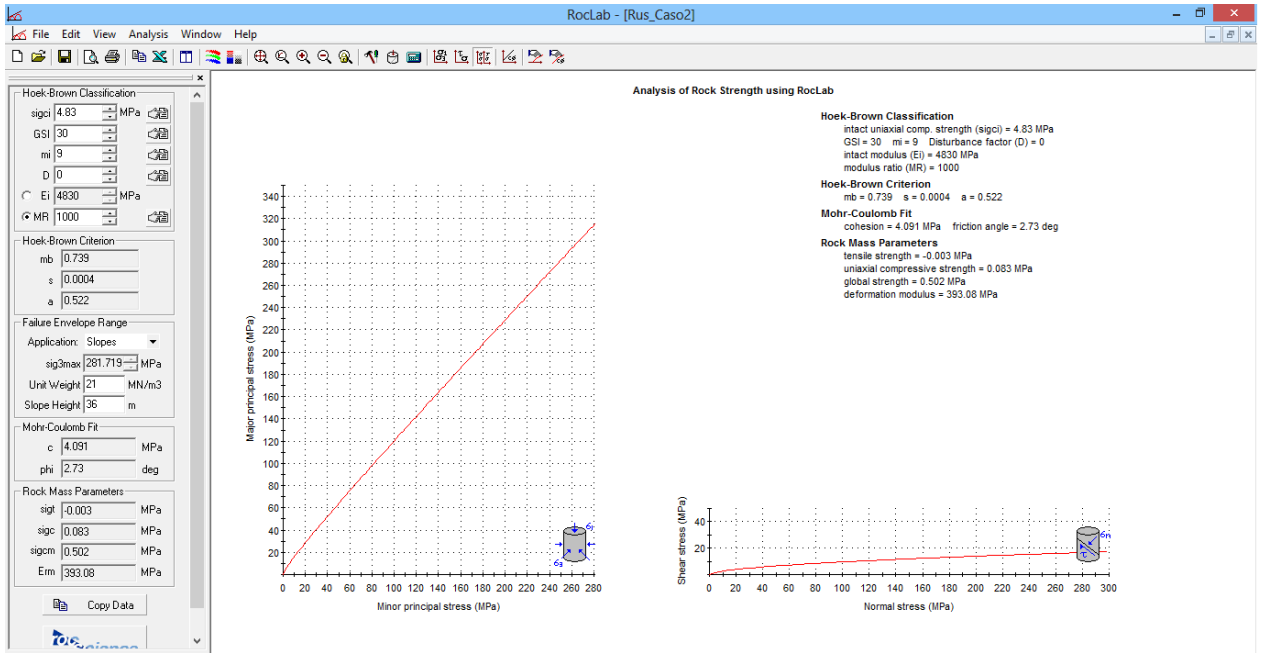 RocLab - [Rus_Caso2]
File Edit View Analysis Window Help
Hoek-Brown Classification
sigci 4.83 MPa
GSI 30
mi 9
D 0
Ei 4830 MPa
MR 1000
Hoek-Brown Criterion
mb 0.739
s 0.0004
a 0.522
Failure Envelope Range
Application: Slopes
sig3max 281.719 MPa
Unit Weight 21 MN/m3
Slope Height 36 m
Mohr-Coulomb Fit
c 4.091 MPa
phi 2.73 deg
Rock Mass Parameters
sigt -0.003 MPa
sigc 0.083 MPa
sigcm 0.502 MPa
Erm 393.08 MPa
Copy Data
Analysis of Rock Strength using RocLab
Hoek-Brown Classification
intact uniaxial comp. strength (sigci) = 4.83 MPa
GSI = 30 mi = 9 Disturbance factor (D) = 0
intact modulus (Ei) = 4830 MPa
modulus ratio (MR) = 1000
Hoek-Brown Criterion
mb = 0.739 s = 0.0004 a = 0.522
Mohr-Coulomb Fit
cohesion = 4.091 MPa friction angle = 2.73 deg
Rock Mass Parameters
tensile strength = -0.003 MPa
uniaxial compressive strength = 0.083 MPa
global strength = 0.502 MPa
deformation modulus = 393.08 MPa
Major principal stress (MPa)
340
320
300
280
260
240
220
200
180
160
140
120
100
80
60
40
20
0 20 40 60 80 100 120 140 160 180 200 220 240 260 280
Minor principal stress (MPa)
Shear stress (MPa)
40
20
0 20 40 60 80 100 120 140 160 180 200 220 240 260 280 300
Normal stress (MPa)